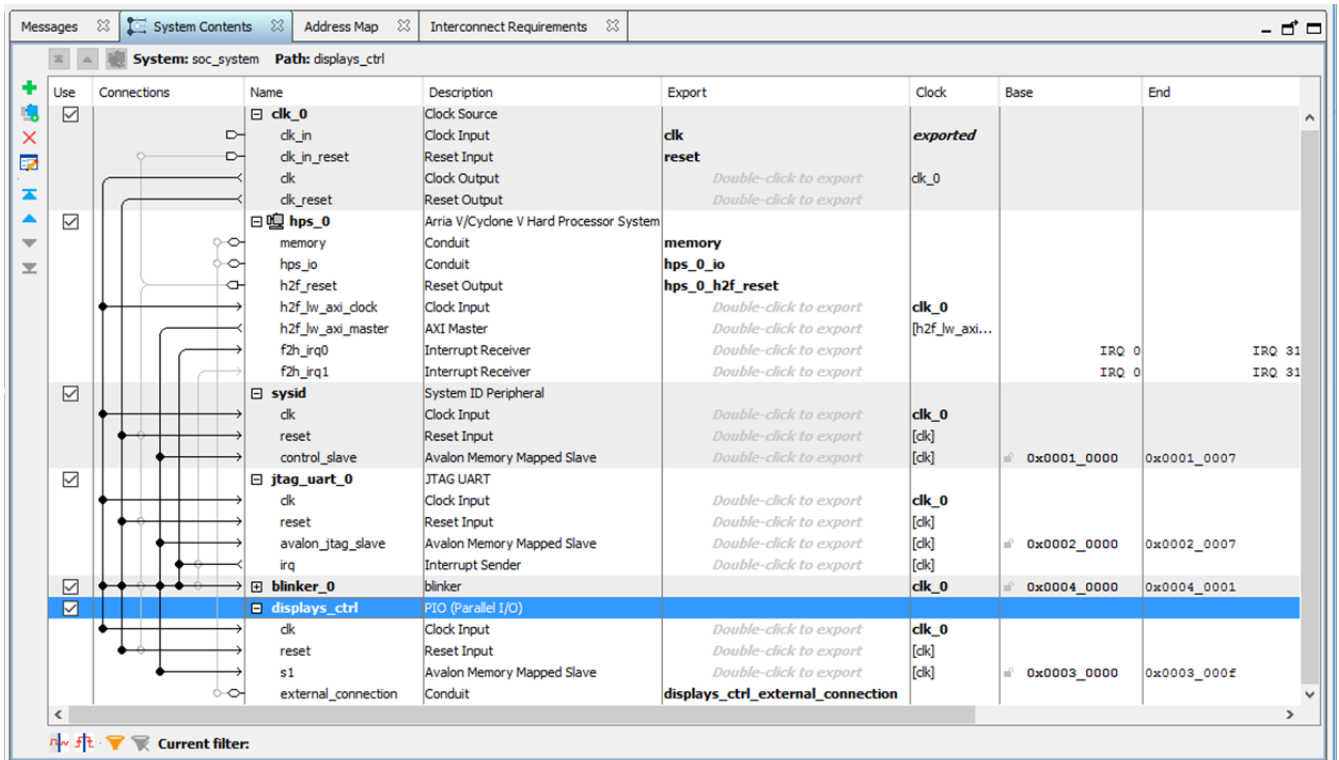 Messages System Contents Address Map Interconnect Requirements
System: soc_system Path: displays_ctrl
Use Connections Name Description Export Clock Base End
clk_0 Clock Source
clk_in Clock Input clk exported
clk_in_reset Reset Input reset
clk Clock Output Double-click to export clk_0
clk_reset Reset Output Double-click to export
hps_0 Arria V/Cyclone V Hard Processor System
memory Conduit memory
hps_io Conduit hps_0_io
h2f_reset Reset Output hps_0_h2f_reset
h2f_lw_axi_clock Clock Input Double-click to export clk_0
h2f_lw_axi_master AXI Master Double-click to export [h2f_lw_axi...
f2h_irq0 Interrupt Receiver Double-click to export IRQ 0 IRQ 31
f2h_irq1 Interrupt Receiver Double-click to export IRQ 0 IRQ 31
sysid System ID Peripheral
clk Clock Input Double-click to export clk_0
reset Reset Input Double-click to export [clk]
control_slave Avalon Memory Mapped Slave Double-click to export [clk] 0x0001_0000 0x0001_0007
jtag_uart_0 JTAG UART
clk Clock Input Double-click to export clk_0
reset Reset Input Double-click to export [clk]
avalon_jtag_slave Avalon Memory Mapped Slave Double-click to export [clk] 0x0002_0000 0x0002_0007
irq Interrupt Sender Double-click to export [clk]
blinker_0 blinker clk_0 0x0004_0000 0x0004_0001
displays_ctrl PIO (Parallel I/O)
clk Clock Input Double-click to export clk_0
reset Reset Input Double-click to export [clk]
s1 Avalon Memory Mapped Slave Double-click to export [clk] 0x0003_0000 0x0003_000f
external_connection Conduit displays_ctrl_external_connection
Current filter: